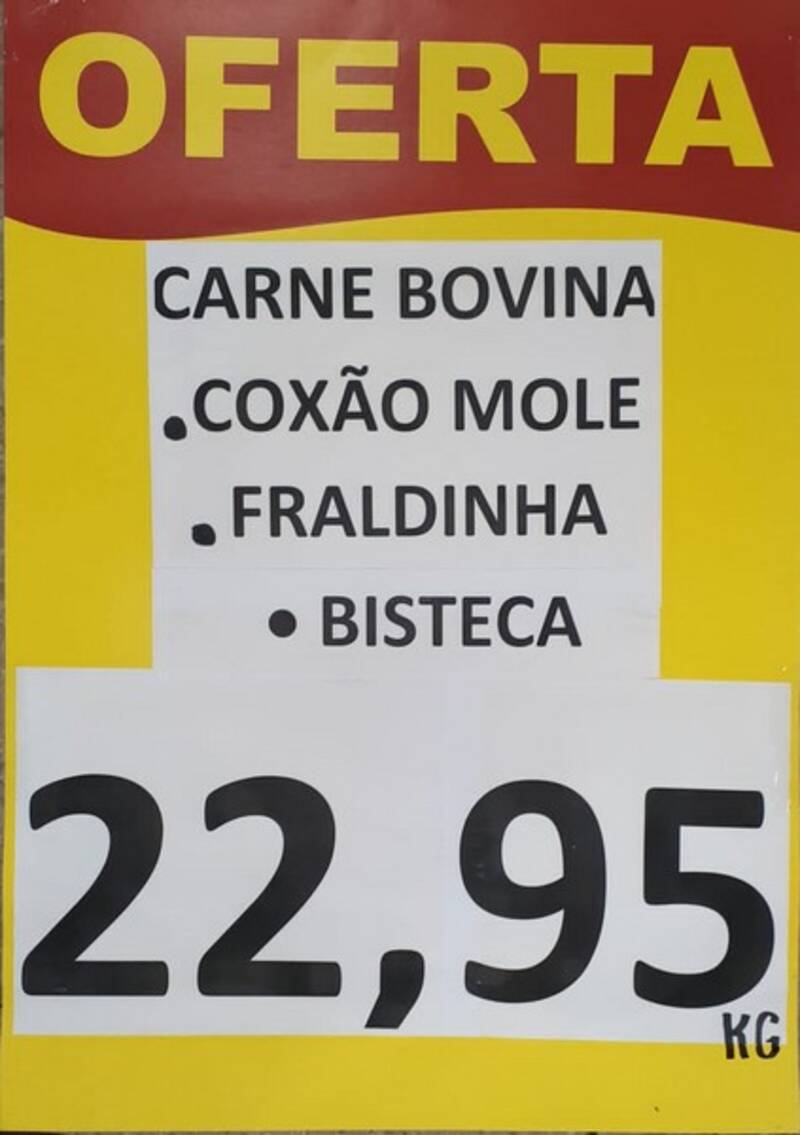 OFERTA
CARNE BOVINA
.COXÃO MOLE
.FRALDINHA
• BISTECA
22,95
KG